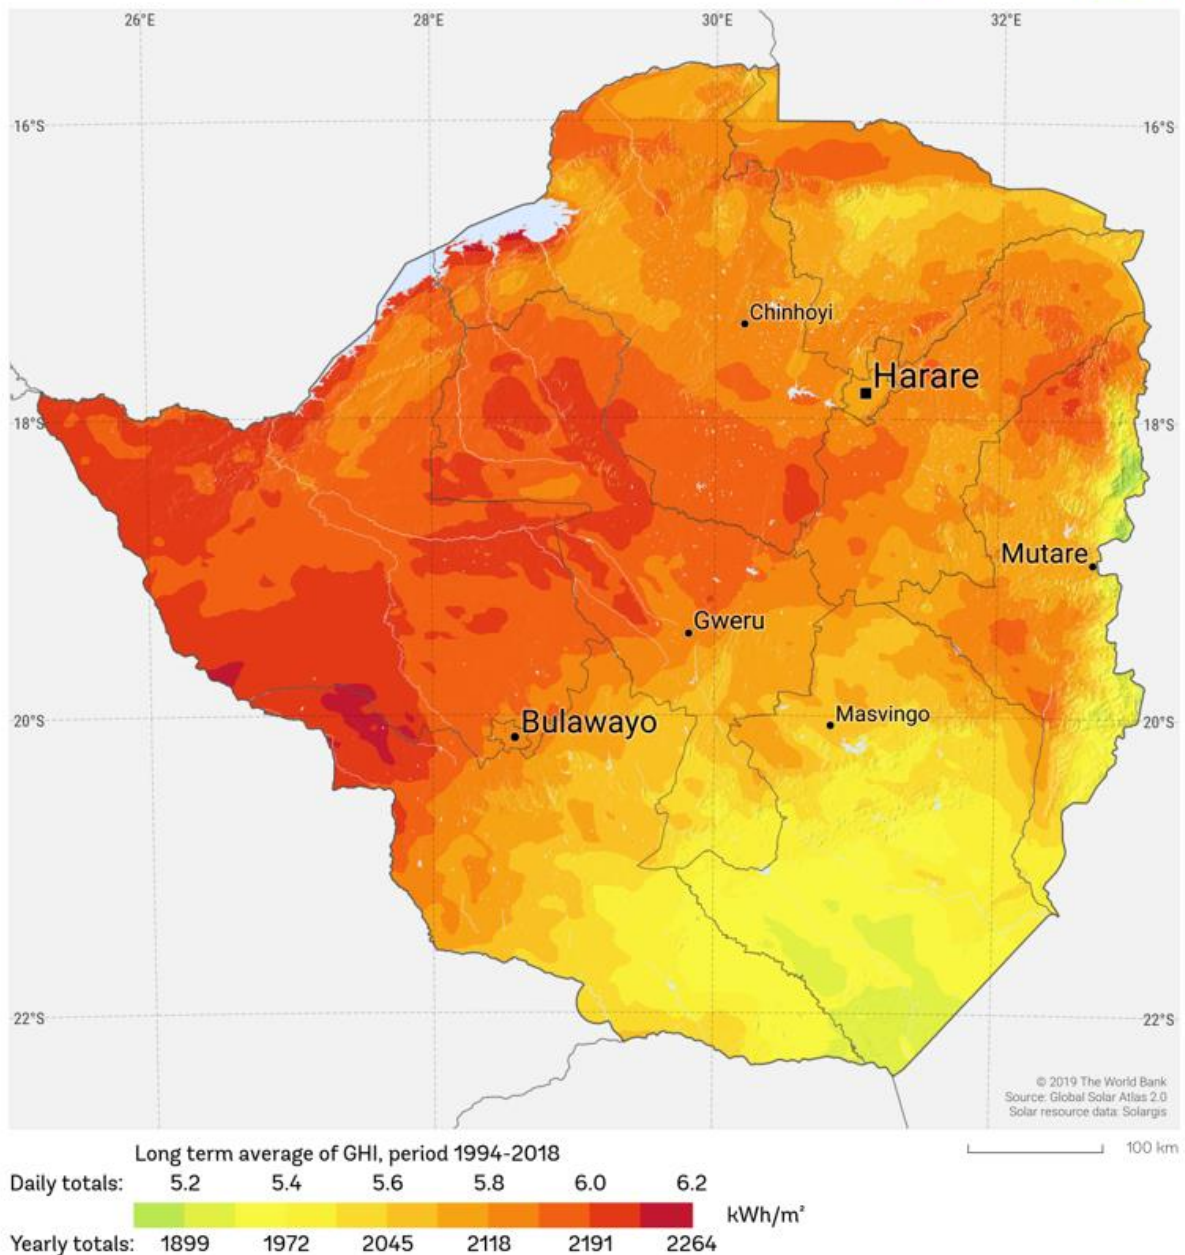 26°E 28°E 30°E 32°E
16°S 16°S
Chinhoyi
Harare
18°S 18°S
Mutare
Gweru
20°S Bulawayo Masvingo 20°S
22°S 22°S
© 2019 The World Bank
Source: Global Solar Atlas 2.0
Solar resource data: Solargis
100 km
Long term average of GHI, period 1994-2018
Daily totals: 5.2 5.4 5.6 5.8 6.0 6.2
kWh/m²
Yearly totals: 1899 1972 2045 2118 2191 2264